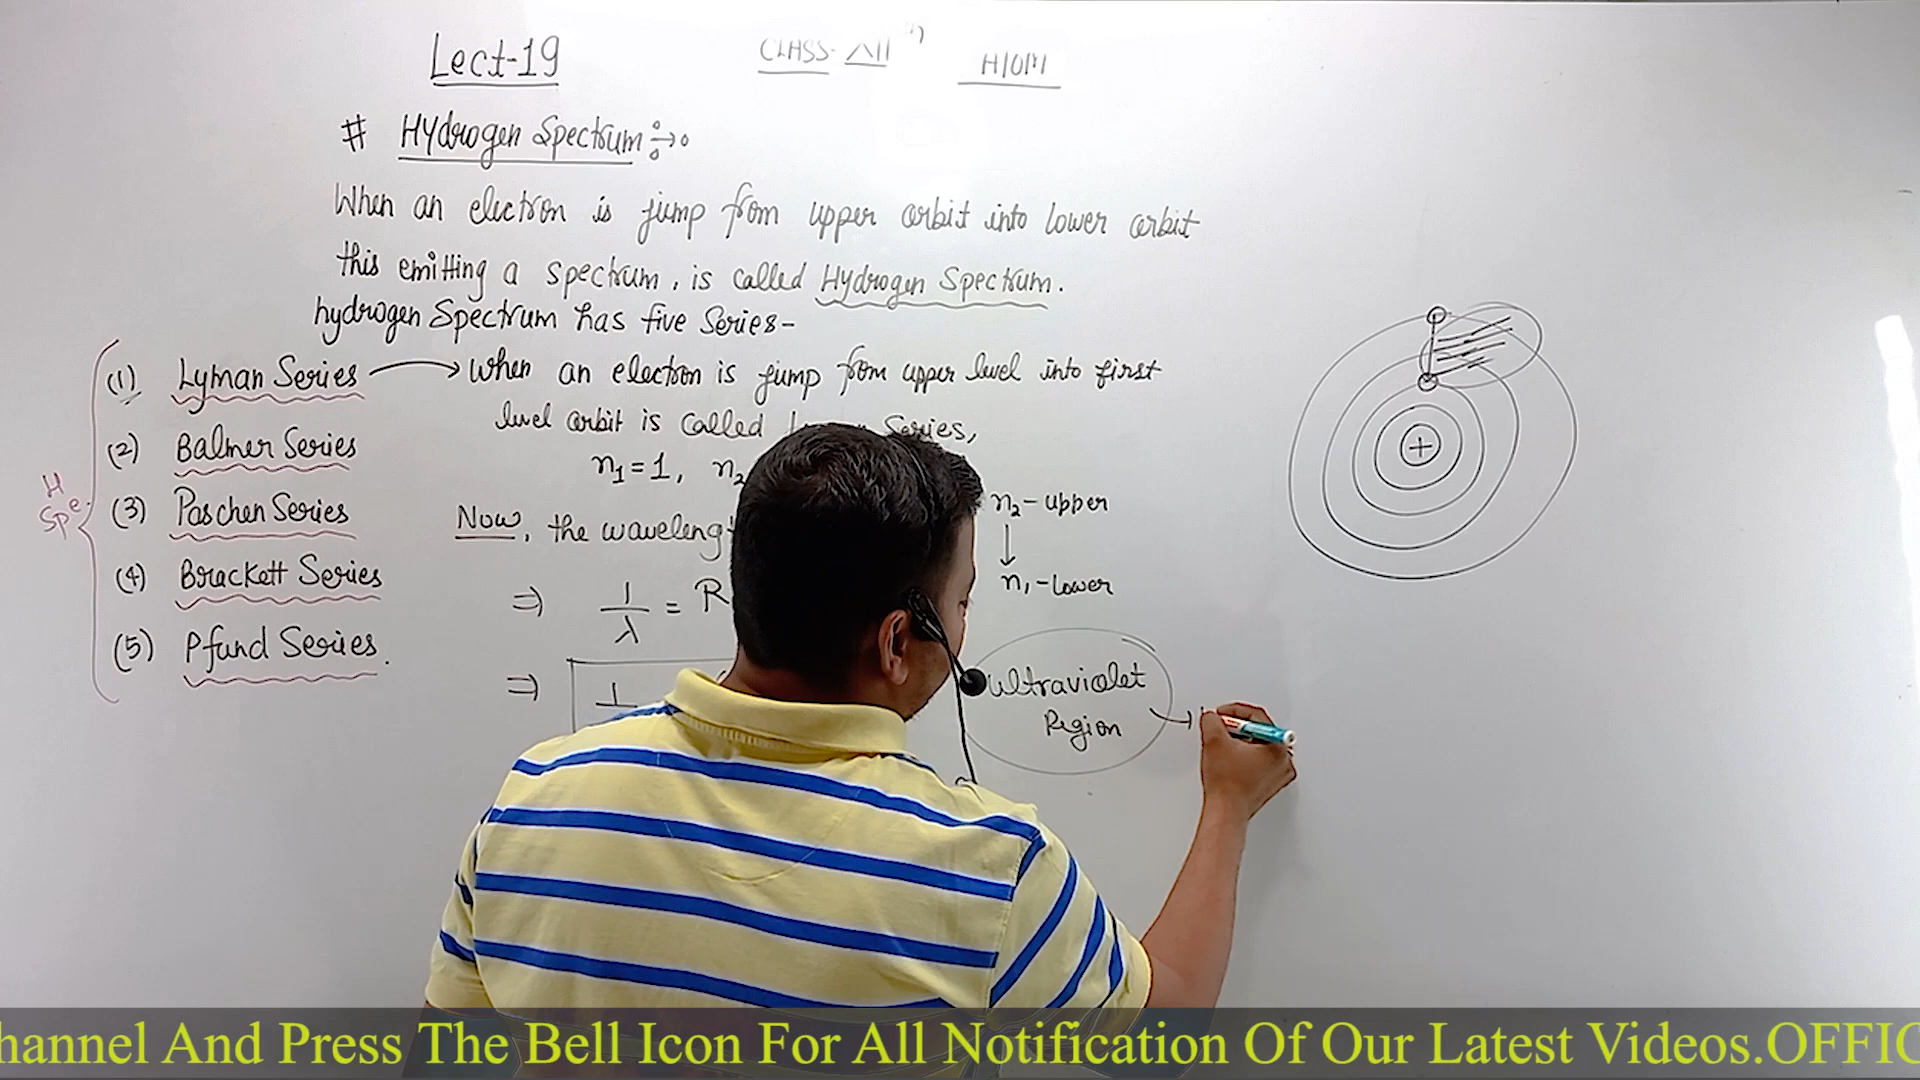 Lect-19
CLASS- XII
ATOM
# Hydrogen Spectrum
When an electron is jump from upper orbit into lower orbit
this emitting a spectrum, is called Hydrogen Spectrum.
hydrogen Spectrum has five Series-
(1) Lyman Series → When an electron is jump from upper level into first
level orbit is called Series,
n₁=1, n₂
(2) Balmer Series
(3) Paschen Series
(4) Brackett Series
(5) Pfund Series.
H
Spe.
Now, the waveleng
n₂-upper
↓
n₁-lower
⇒ 1/λ = R
⇒ 1
Ultraviolet
Region →
+
hannel And Press The Bell Icon For All Notification Of Our Latest Videos.OFFIC